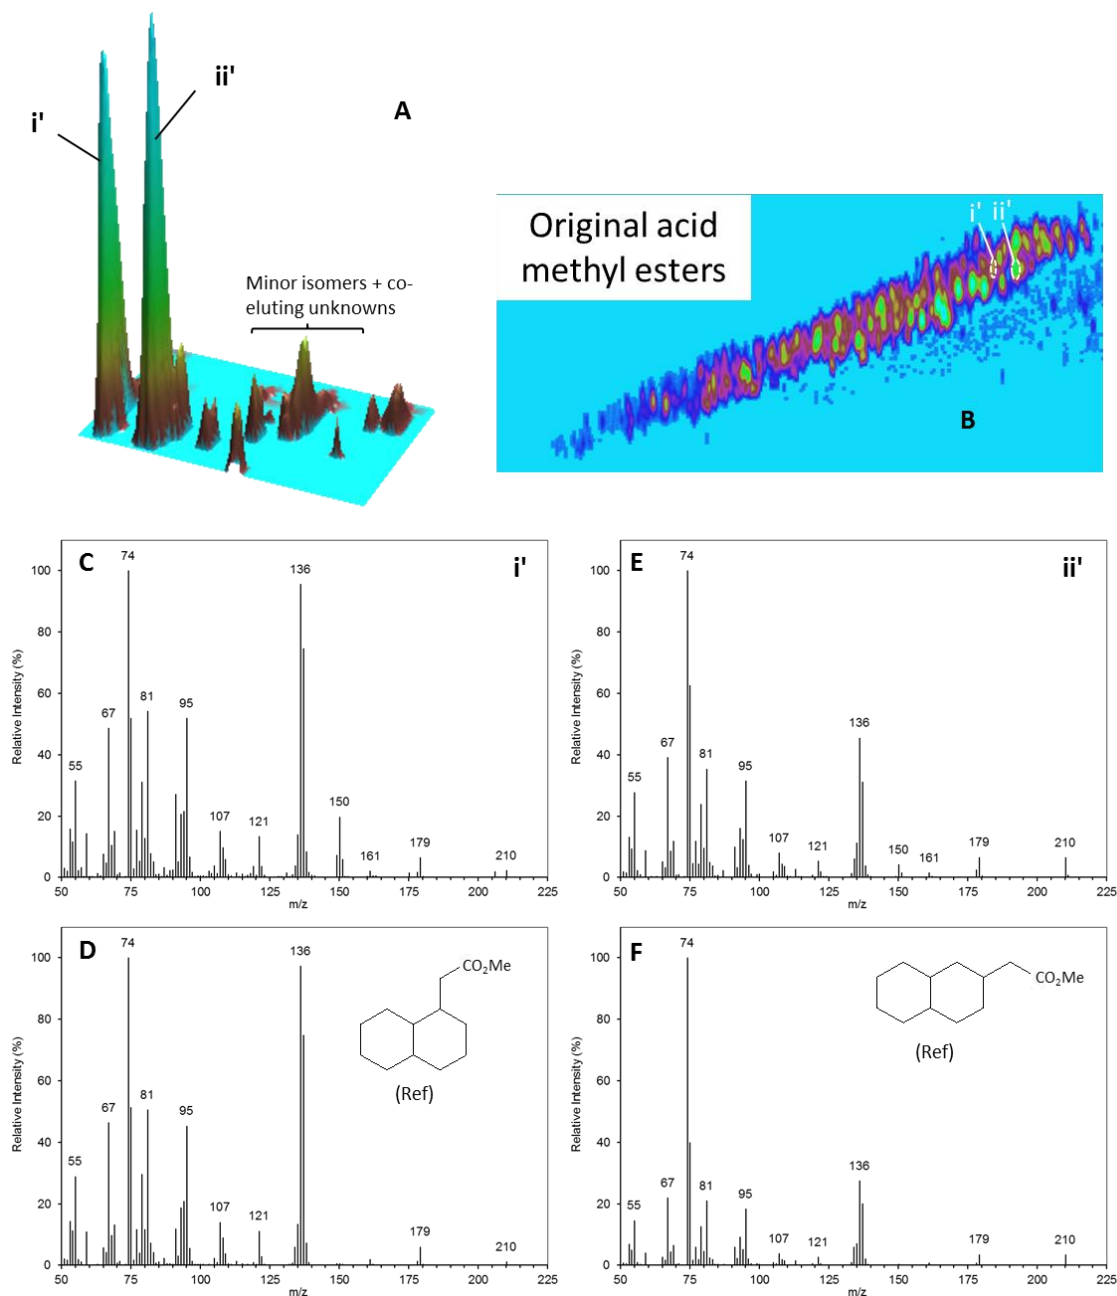 i'
ii'
A
Minor isomers + co-
eluting unknowns
Original acid
methyl esters
i' ii'
B
C
i'
Relative Intensity (%)
100
80
60
40
20
0
74
136
81
67
95
55
107
121
150
161
179
210
50 75 100 125 150 175 200 225
m/z
E
ii'
Relative Intensity (%)
100
80
60
40
20
0
74
136
67
81
95
55
107
121
150
161
179
210
50 75 100 125 150 175 200 225
m/z
D
CO2Me
(Ref)
Relative Intensity (%)
100
80
60
40
20
0
74
136
81
67
95
55
107
121
179
210
50 75 100 125 150 175 200 225
m/z
F
CO2Me
(Ref)
Relative Intensity (%)
100
80
60
40
20
0
74
136
67
81
95
55
107
121
179
210
50 75 100 125 150 175 200 225
m/z